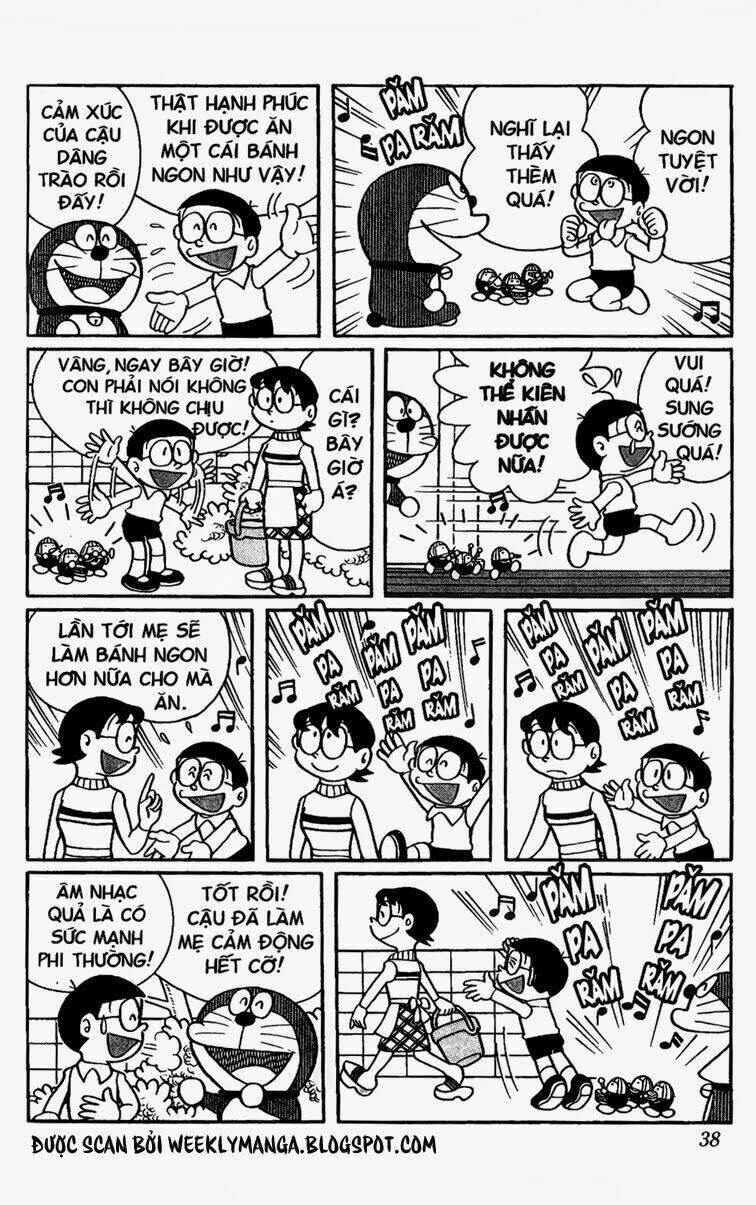 CẢM XÚC
CỦA CẬU
DÂNG
TRÀO RỒI
ĐẤY!
THẬT HẠNH PHÚC
KHI ĐƯỢC ĂN
MỘT CÁI BÁNH
NGON NHƯ VẬY!
PĂM
PA RĂM
NGHĨ LẠI
THẤY
THÈM
QUÁ!
NGON
TUYỆT
VỜI!
VÂNG, NGAY BÂY GIỜ!
CON PHẢI NÓI KHÔNG
THÌ KHÔNG CHỊU
ĐƯỢC!
CÁI
GÌ?
BÂY
GIỜ
Á?
KHÔNG
THỂ KIÊN
NHẪN
ĐƯỢC
NỮA!
VUI
QUÁ!
SUNG
SƯỚNG
QUÁ!
LẦN TỚI MẸ SẼ
LÀM BÁNH NGON
HƠN NỮA CHO MÀ
ĂN.
PĂM
PA
RĂM
PĂM
PA
RĂM
PĂM
PA
RĂM
PĂM
PA
RĂM
PĂM
PA
RĂM
PĂM
PA
RĂM
ÂM NHẠC
QUẢ LÀ CÓ
SỨC MẠNH
PHI THƯỜNG!
TỐT RỒI!
CẬU ĐÃ LÀM
MẸ CẢM ĐỘNG
HẾT CỠ!
PĂM
PA
RĂM
PĂM
PA
RĂM
ĐƯỢC SCAN BỞI WEEKLYMANGA.BLOGSPOT.COM
38